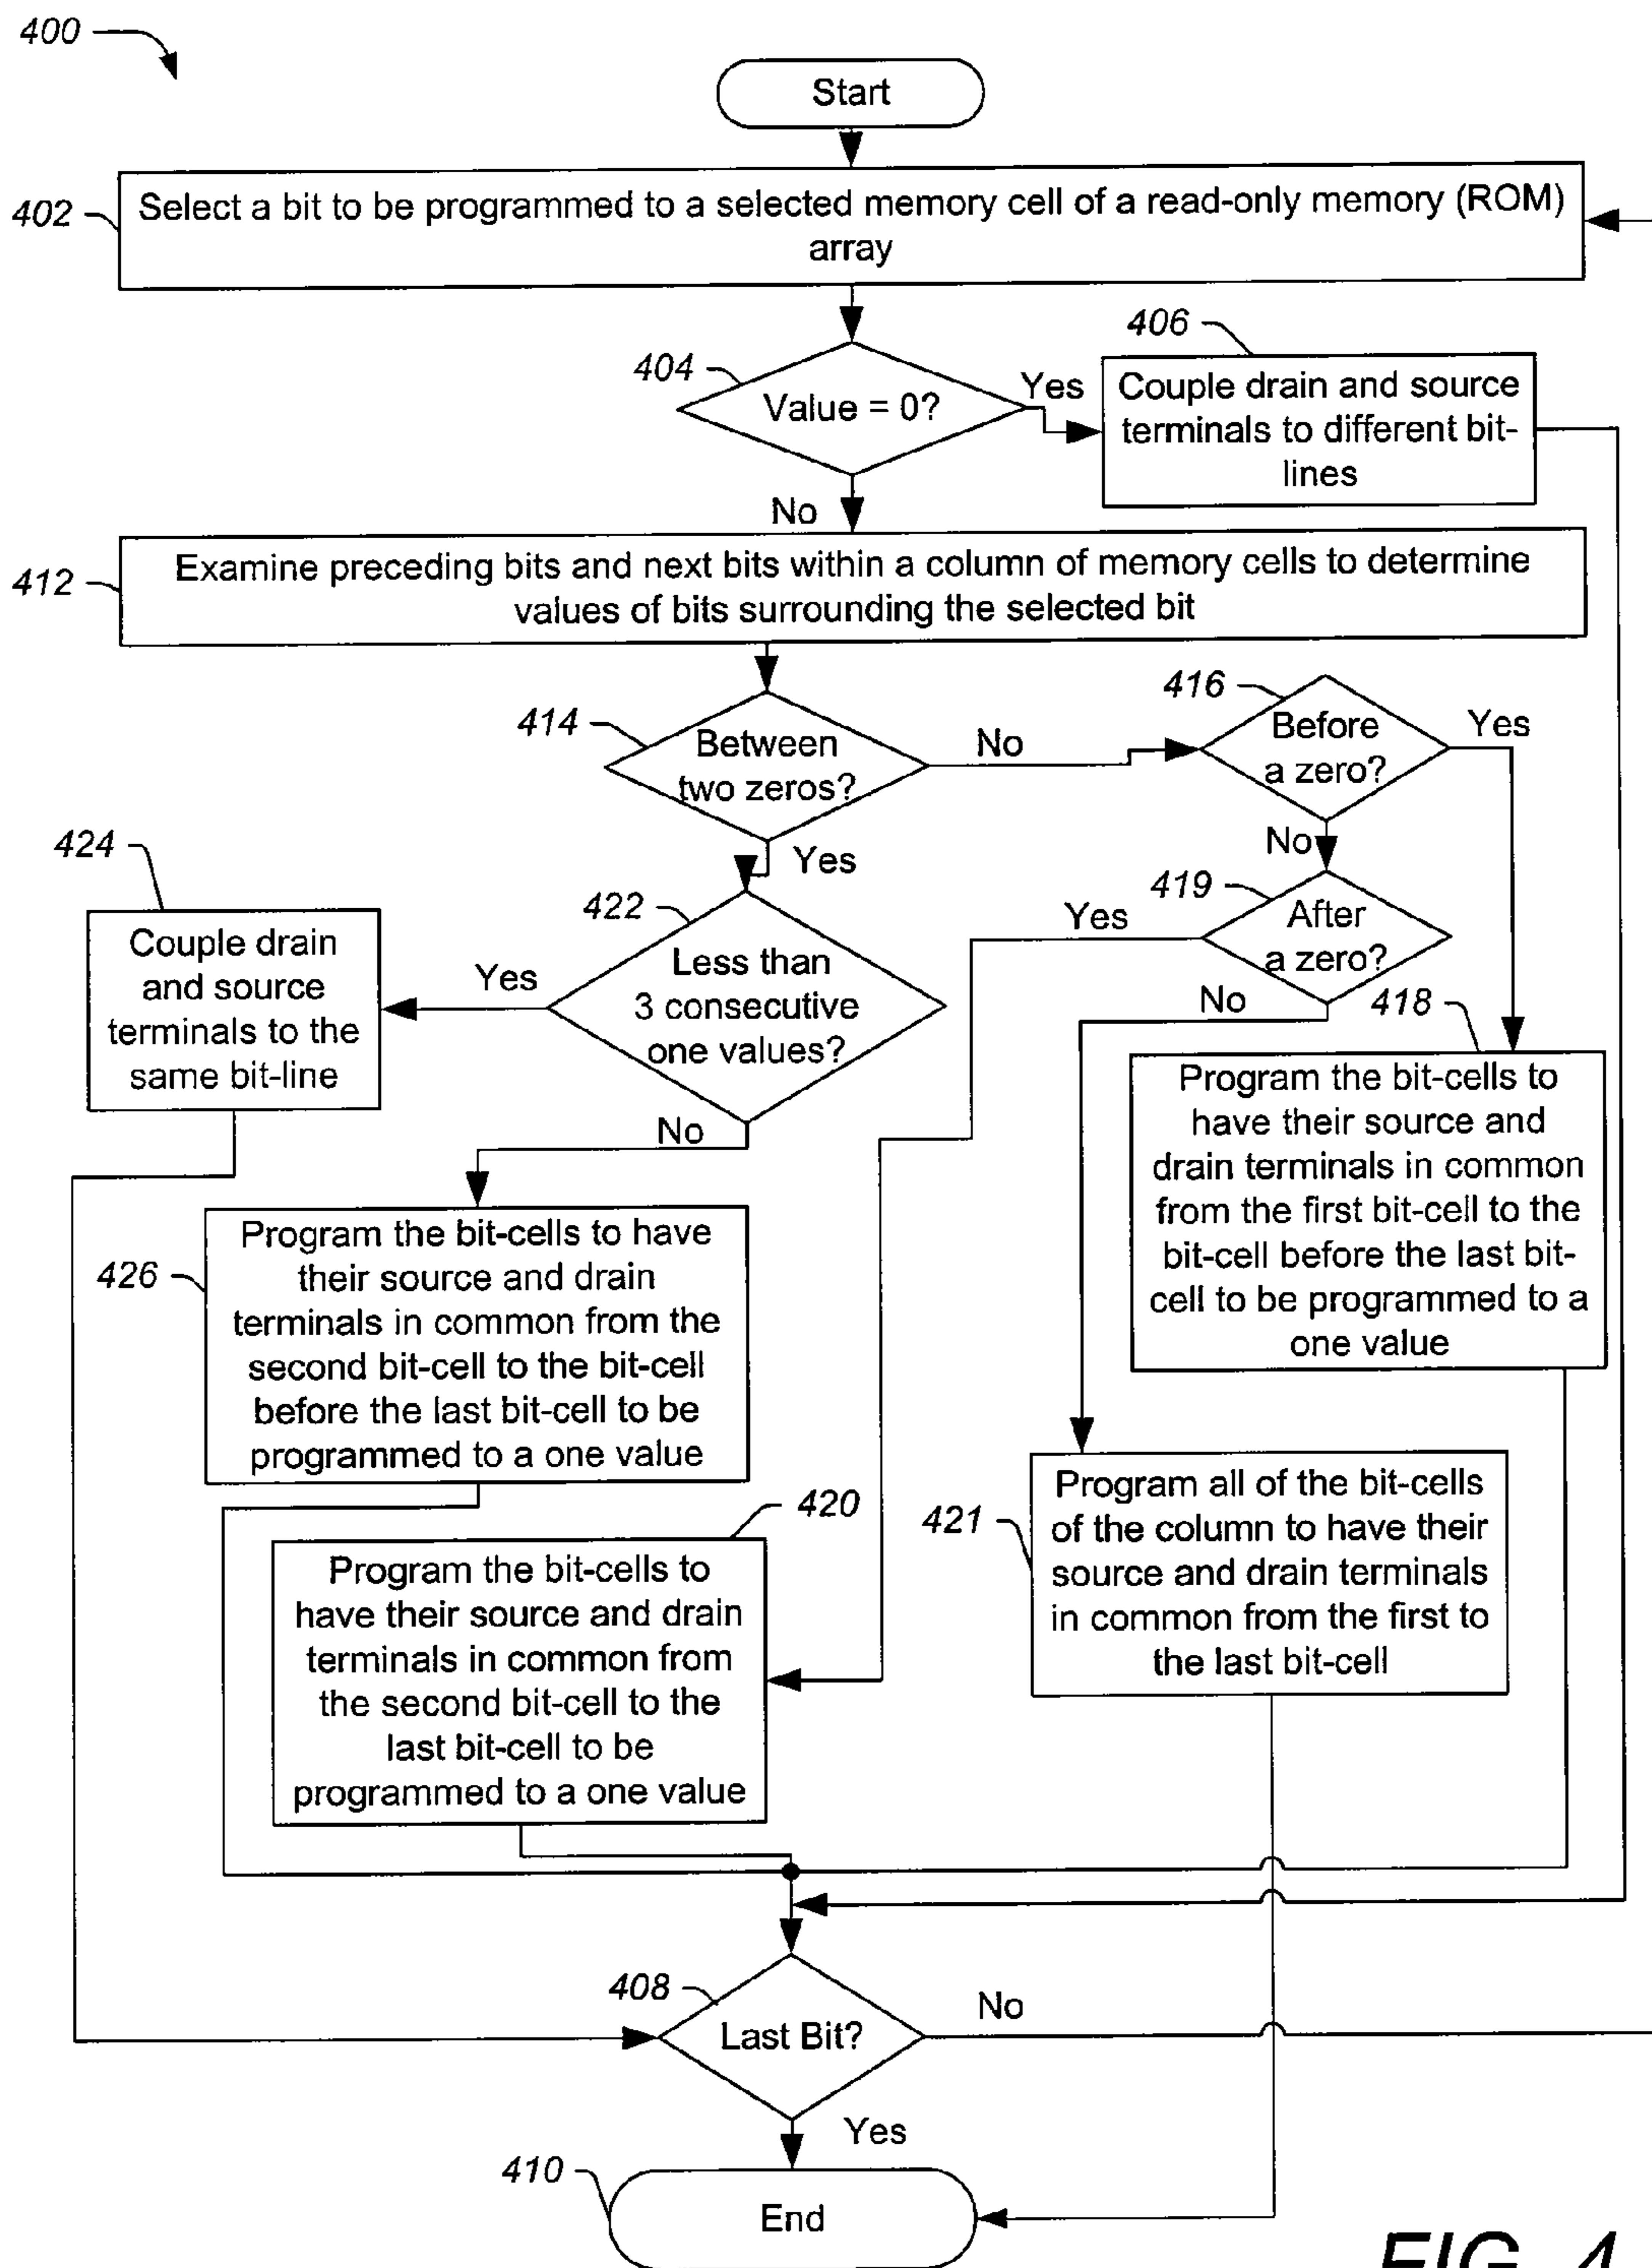 400
Start
402
Select a bit to be programmed to a selected memory cell of a read-only memory (ROM)
array
404
Value = 0?
Yes
406
Couple drain and source
terminals to different bit-
lines
No
412
Examine preceding bits and next bits within a column of memory cells to determine
values of bits surrounding the selected bit
414
Between
two zeros?
No
416
Before
a zero?
Yes
No
Yes
419
After
a zero?
Yes
No
424
Couple drain
and source
terminals to the
same bit-line
422
Less than
3 consecutive
one values?
Yes
No
418
Program the bit-cells to
have their source and
drain terminals in common
from the first bit-cell to the
bit-cell before the last bit-
cell to be programmed to a
one value
426
Program the bit-cells to have
their source and drain
terminals in common from the
second bit-cell to the bit-cell
before the last bit-cell to be
programmed to a one value
420
Program the bit-cells to
have their source and drain
terminals in common from
the second bit-cell to the
last bit-cell to be
programmed to a one value
421
Program all of the bit-cells
of the column to have their
source and drain terminals
in common from the first to
the last bit-cell
408
Last Bit?
No
Yes
410
End
FIG. 4